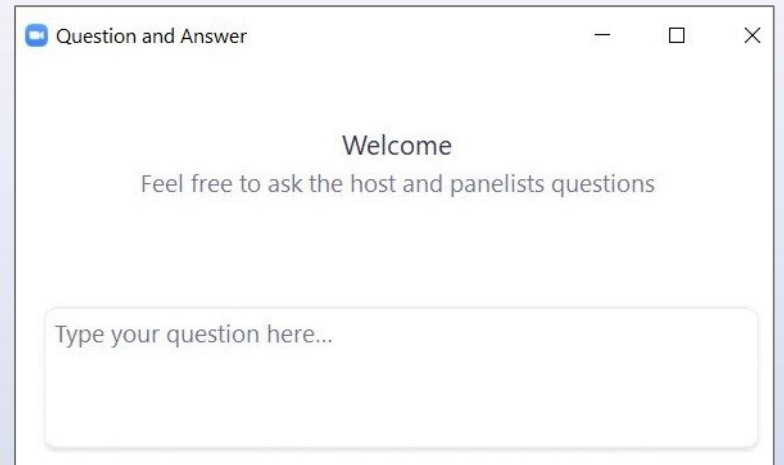 Question and Answer
Welcome
Feel free to ask the host and panelists questions
Type your question here...